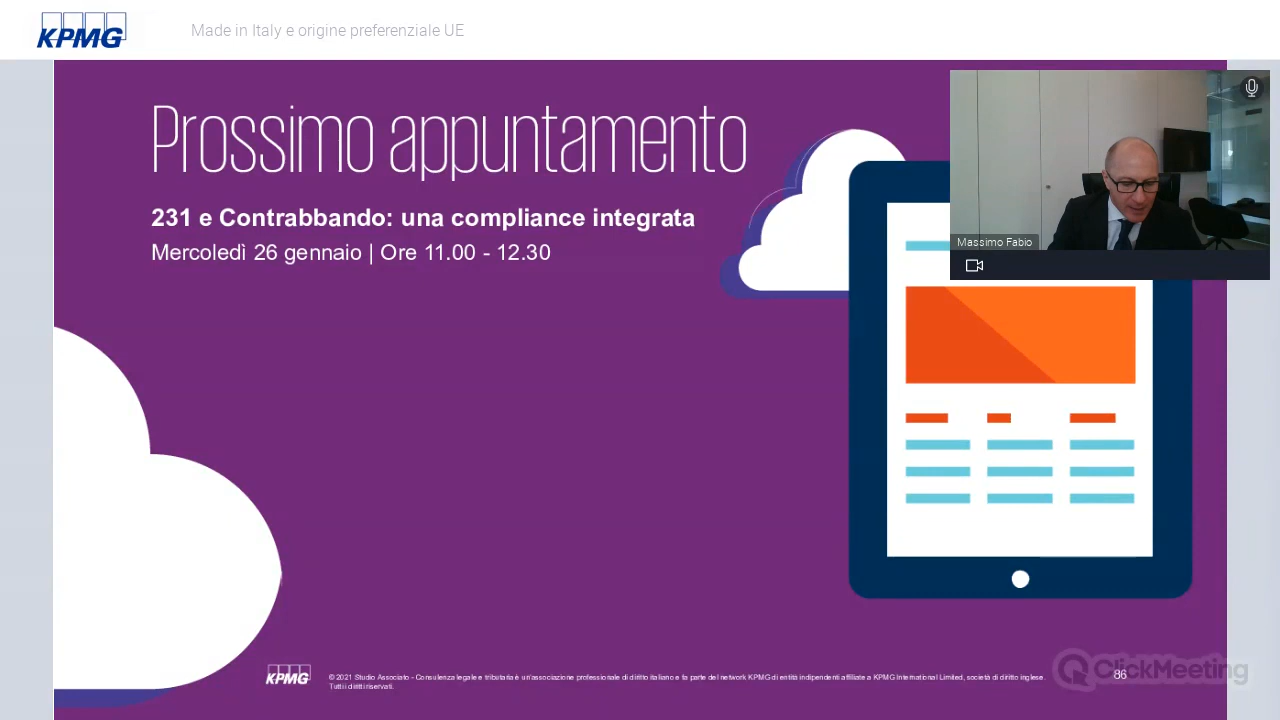 KPMG
Made in Italy e origine preferenziale UE
Prossimo appuntamento
231 e Contrabbando: una compliance integrata
Mercoledì 26 gennaio | Ore 11.00 - 12.30
Massimo Fabio
KPMG
© 2021 Studio Associato - Consulenza legale e tributaria è un'associazione professionale di diritto italiano e fa parte del network KPMG di entità indipendenti affiliate a KPMG International Limited, società di diritto inglese.
Tutti i diritti riservati.
ClickMeeting
86